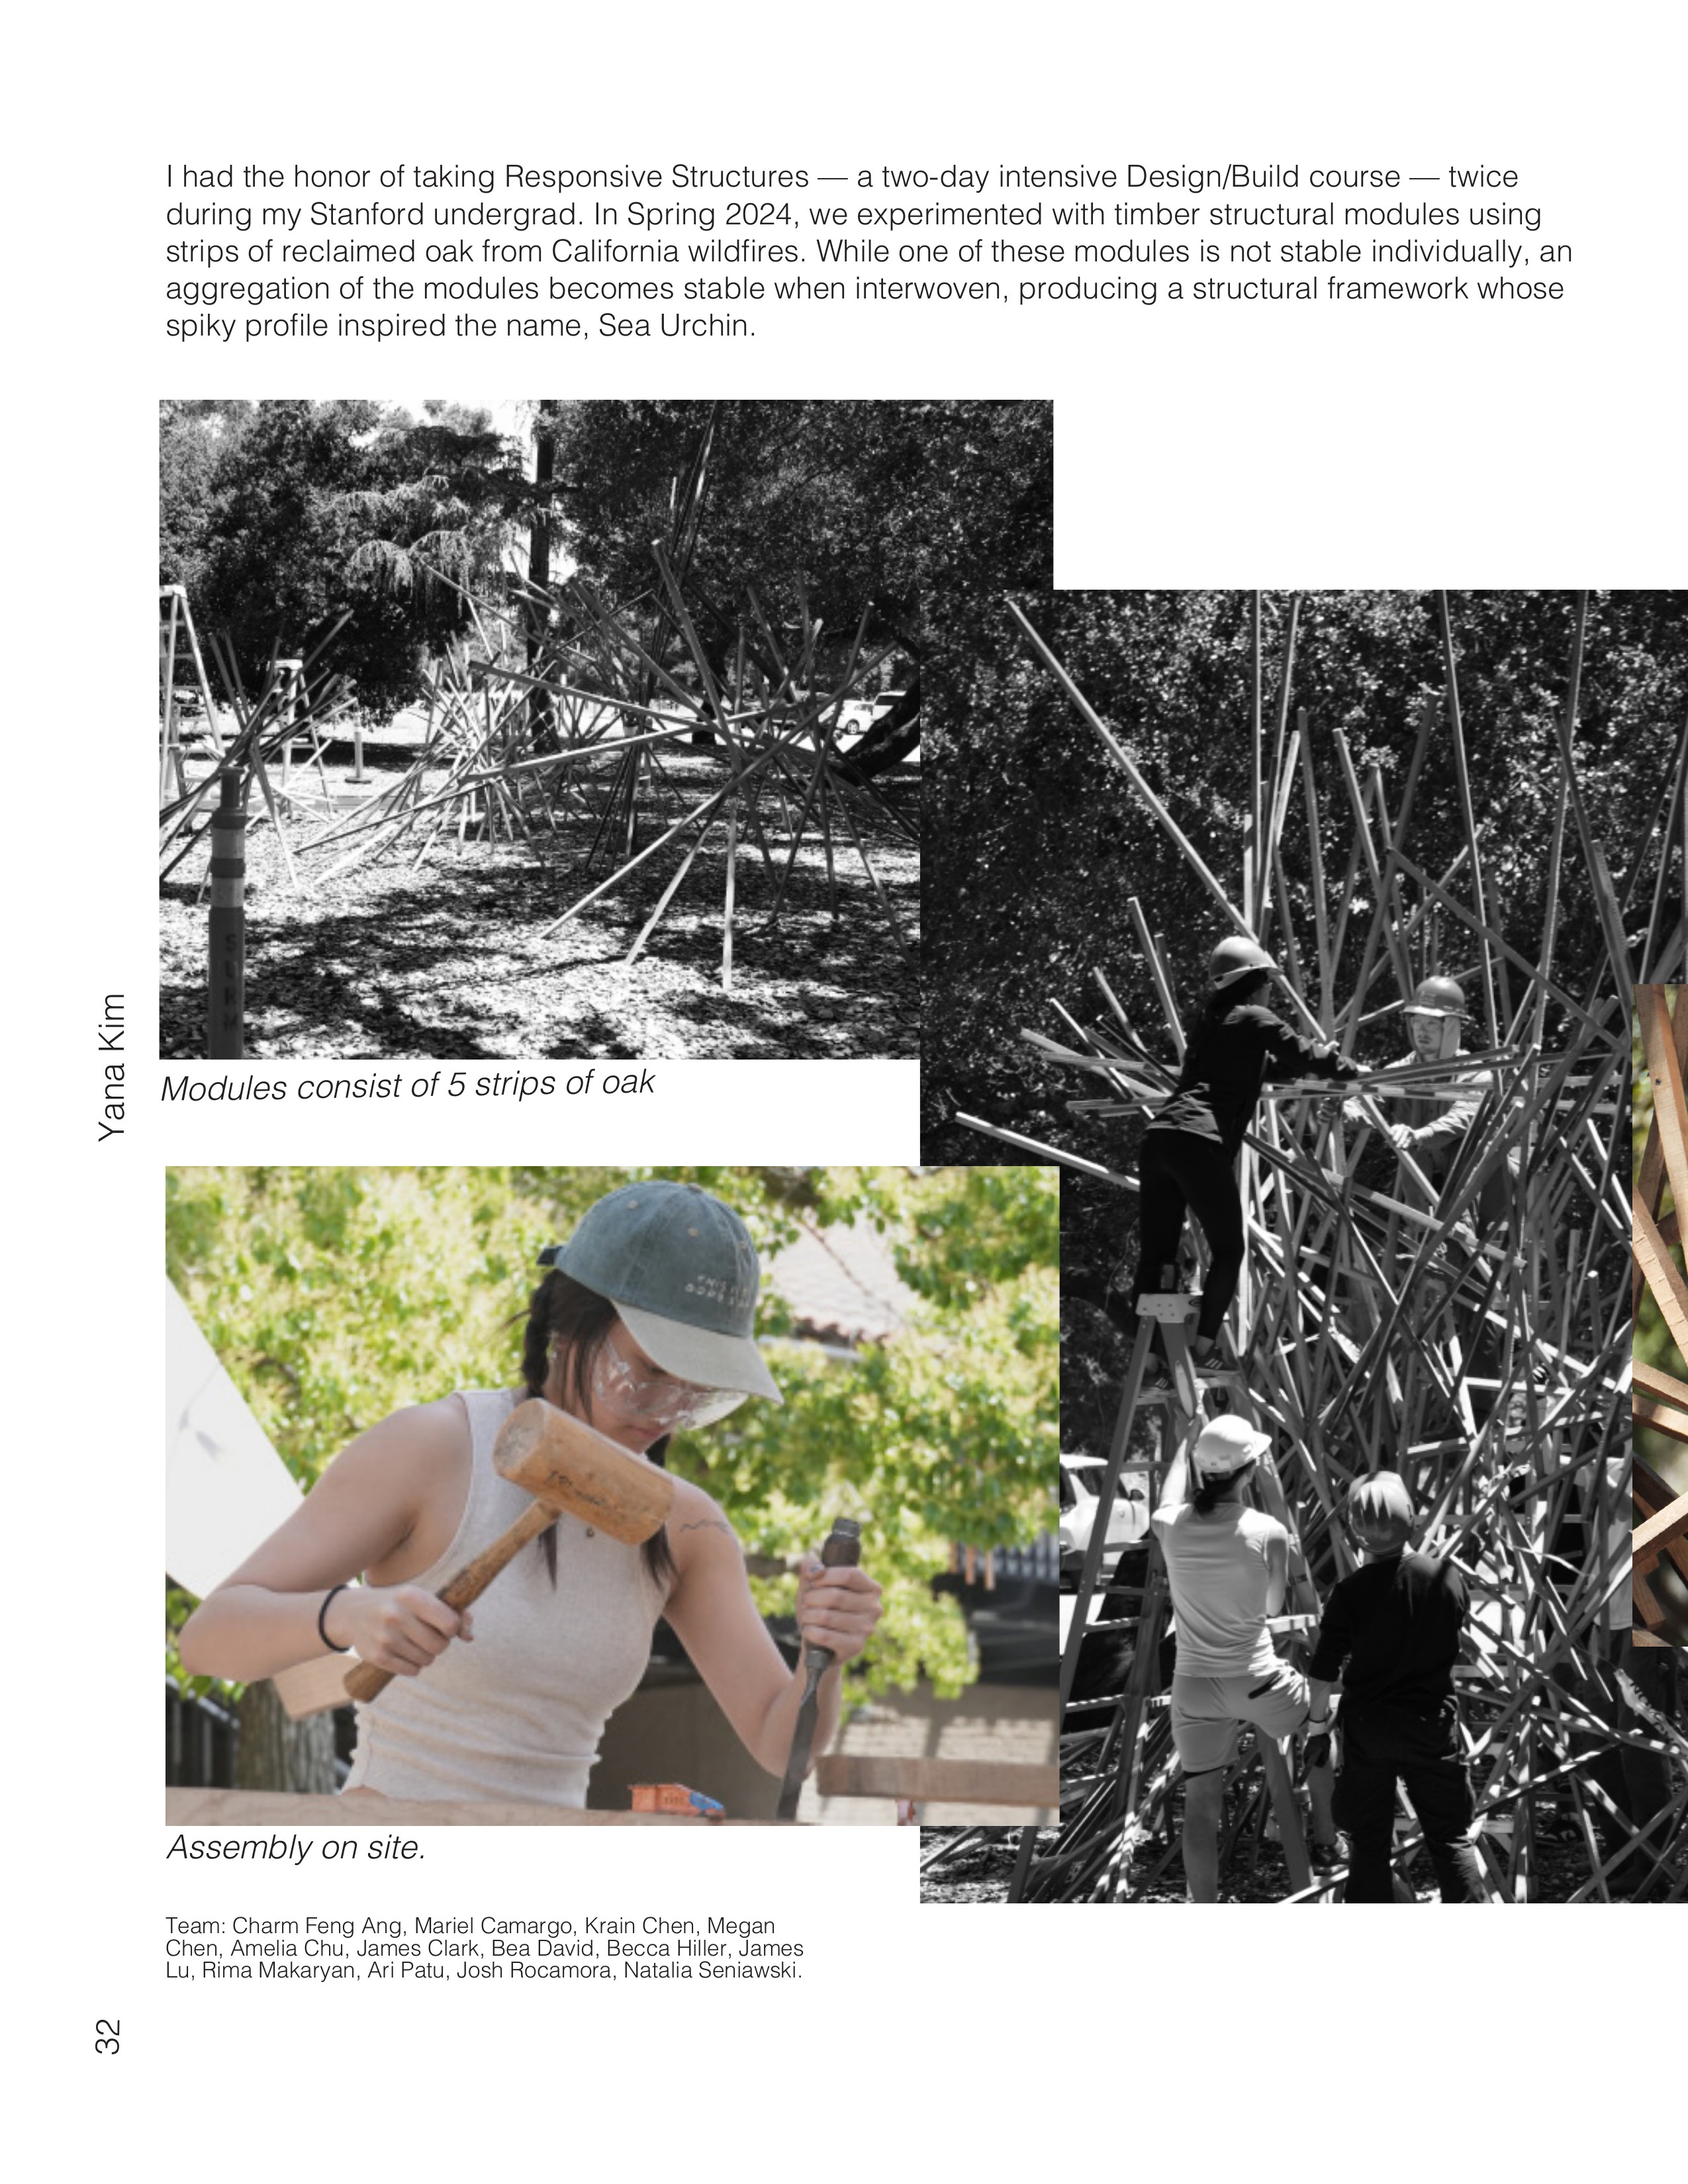 I had the honor of taking Responsive Structures — a two-day intensive Design/Build course — twice
during my Stanford undergrad. In Spring 2024, we experimented with timber structural modules using
strips of reclaimed oak from California wildfires. While one of these modules is not stable individually, an
aggregation of the modules becomes stable when interwoven, producing a structural framework whose
spiky profile inspired the name, Sea Urchin.
Yana Kim
Modules consist of 5 strips of oak
Assembly on site.
Team: Charm Feng Ang, Mariel Camargo, Krain Chen, Megan
Chen, Amelia Chu, James Clark, Bea David, Becca Hiller, James
Lu, Rima Makaryan, Ari Patu, Josh Rocamora, Natalia Seniawski.
32